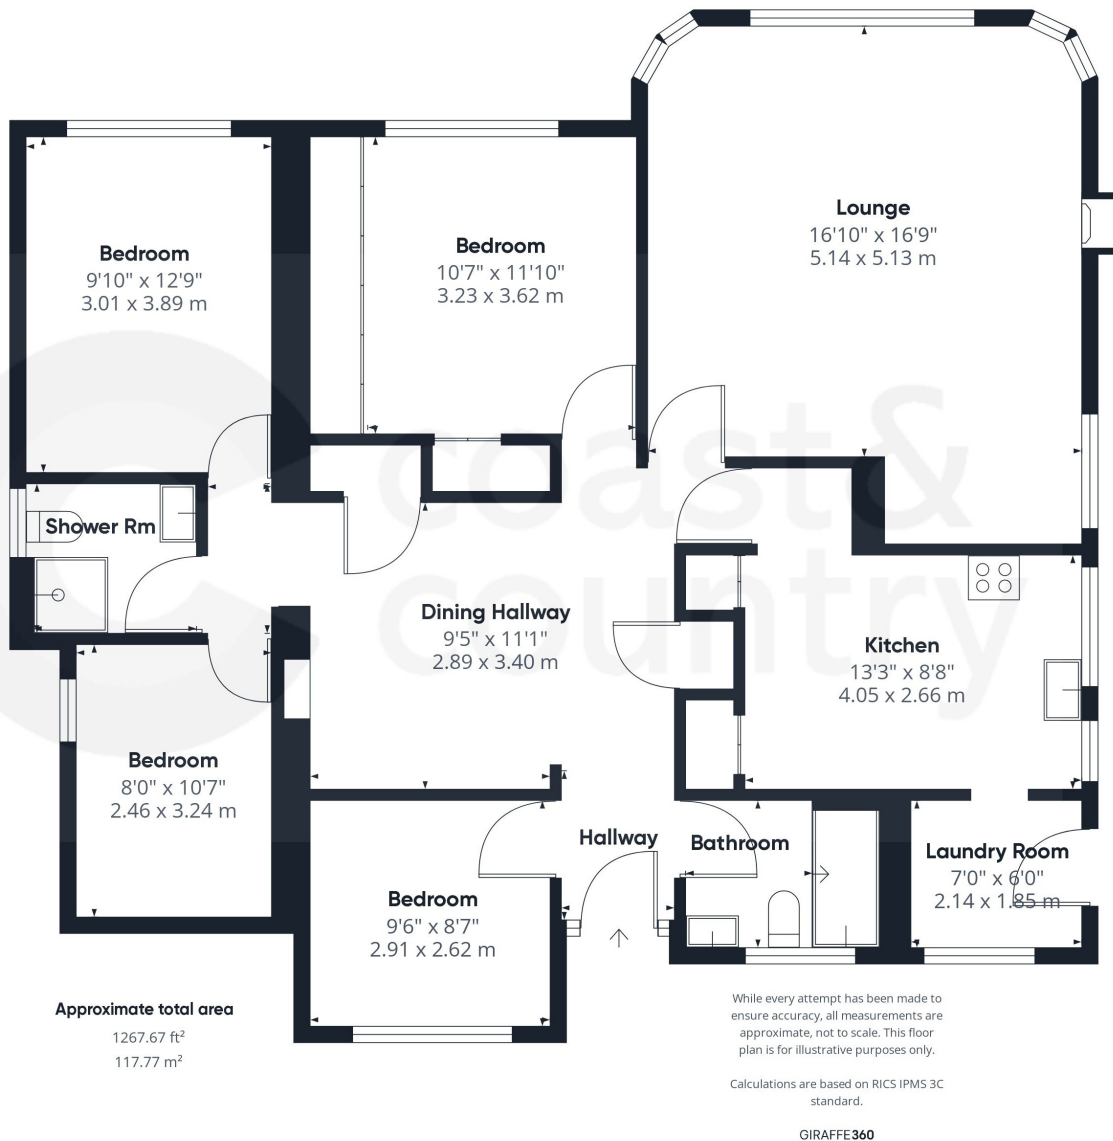 Lounge
16'10" x 16'9"
5.14 x 5.13 m
Bedroom
9'10" x 12'9"
3.01 x 3.89 m
Bedroom
10'7" x 11'10"
3.23 x 3.62 m
coast &
country
Shower Rm
Dining Hallway
9'5" x 11'1"
2.89 x 3.40 m
Kitchen
13'3" x 8'8"
4.05 x 2.66 m
Bedroom
8'0" x 10'7"
2.46 x 3.24 m
Hallway
Bathroom
Laundry Room
7'0" x 6'0"
2.14 x 1.85 m
Bedroom
9'6" x 8'7"
2.91 x 2.62 m
Approximate total area
1267.67 ft²
117.77 m²
While every attempt has been made to
ensure accuracy, all measurements are
approximate, not to scale. This floor
plan is for illustrative purposes only.
Calculations are based on RICS IPMS 3C
standard.
GIRAFFE360